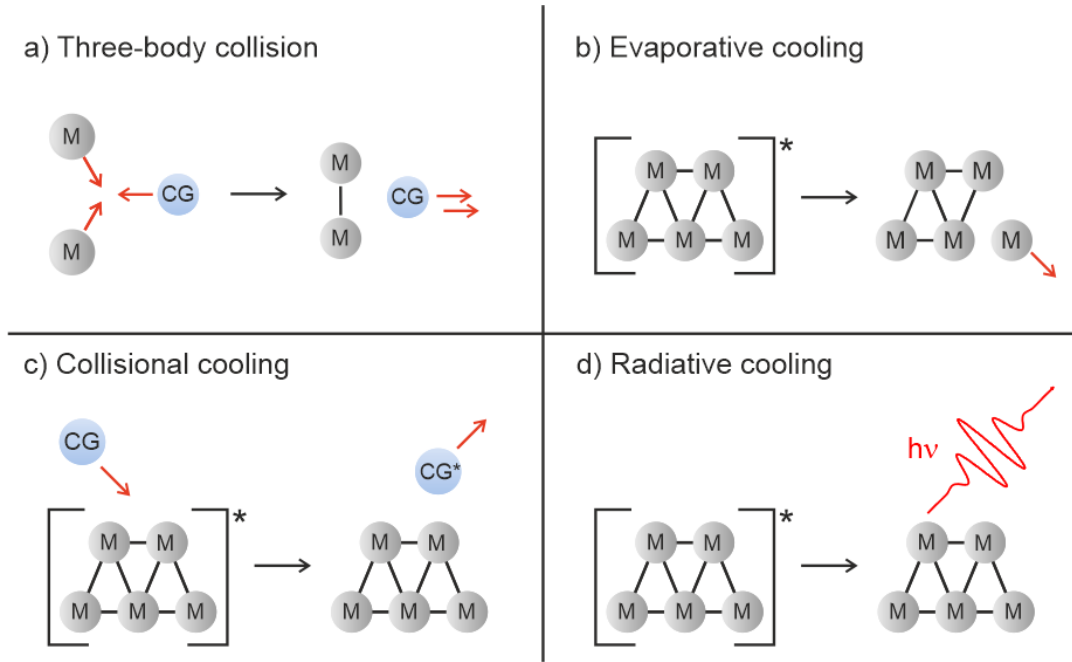 a) Three-body collision
M
CG
M
M
CG
M
b) Evaporative cooling
*
M M
M M M
M M
M M M
c) Collisional cooling
CG
CG*
*
M M
M M M
M M
M M M
d) Radiative cooling
hν
*
M M
M M M
M M
M M M